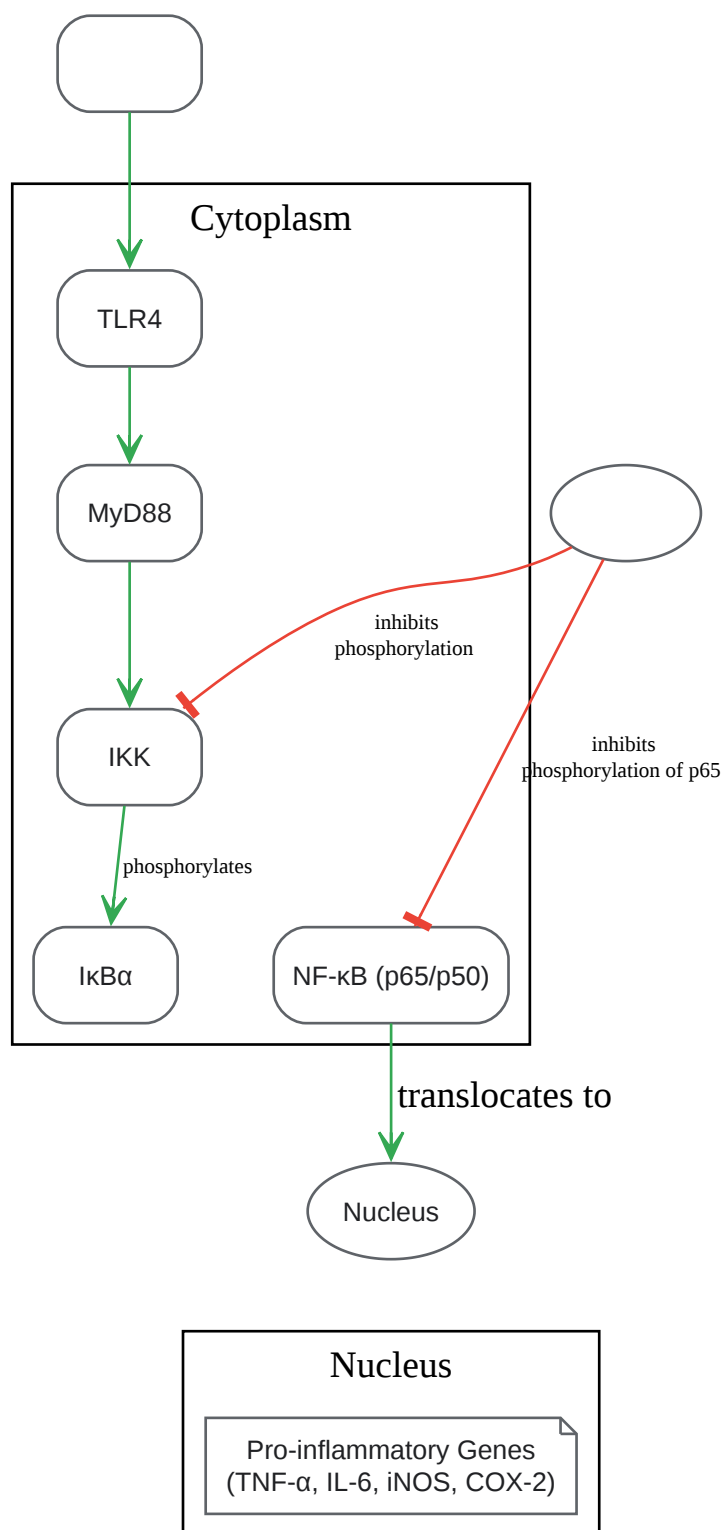 Cytoplasm
TLR4
MyD88
inhibits
phosphorylation
IKK
inhibits
phosphorylation of p65
phosphorylates
IκBα
NF-κB (p65/p50)
translocates to
Nucleus
Nucleus
Pro-inflammatory Genes
(TNF-α, IL-6, iNOS, COX-2)